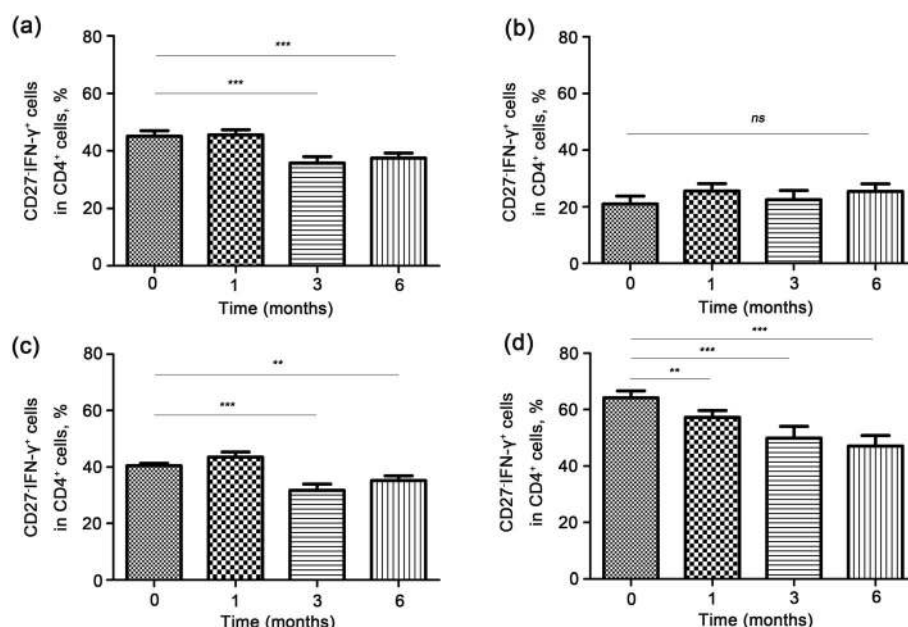 (a)
CD27⁻IFN-γ⁺ cells
in CD4⁺ cells, %
80
60
40
20
0
***
***
0 1 3 6
Time (months)
(b)
CD27⁻IFN-γ⁺ cells
in CD4⁺ cells, %
80
60
40
20
0
ns
0 1 3 6
Time (months)
(c)
CD27⁻IFN-γ⁺ cells
in CD4⁺ cells, %
80
60
40
20
0
**
***
0 1 3 6
Time (months)
(d)
CD27⁻IFN-γ⁺ cells
in CD4⁺ cells, %
80
60
40
20
0
***
***
**
0 1 3 6
Time (months)